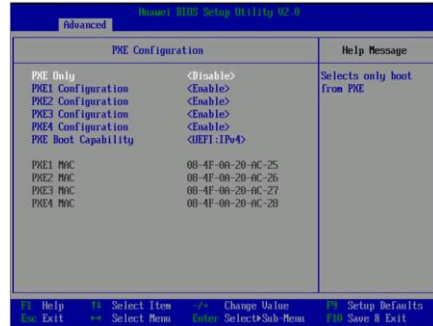 Huawei BIOS Setup Utility V2.0
Advanced
PXE Configuration
Help Message
PXE Only <Disable>
Selects only boot
from PXE
PXE1 Configuration <Enable>
PXE2 Configuration <Enable>
PXE3 Configuration <Enable>
PXE4 Configuration <Enable>
PXE Boot Capability <UEFI:IPv4>
PXE1 MAC 08-4F-0A-20-AC-25
PXE2 MAC 08-4F-0A-20-AC-26
PXE3 MAC 08-4F-0A-20-AC-27
PXE4 MAC 08-4F-0A-20-AC-28
F1 Help ↑↓ Select Item -/+ Change Value F9 Setup Defaults
Esc Exit ↔ Select Menu Enter Select▶Sub-Menu F10 Save & Exit